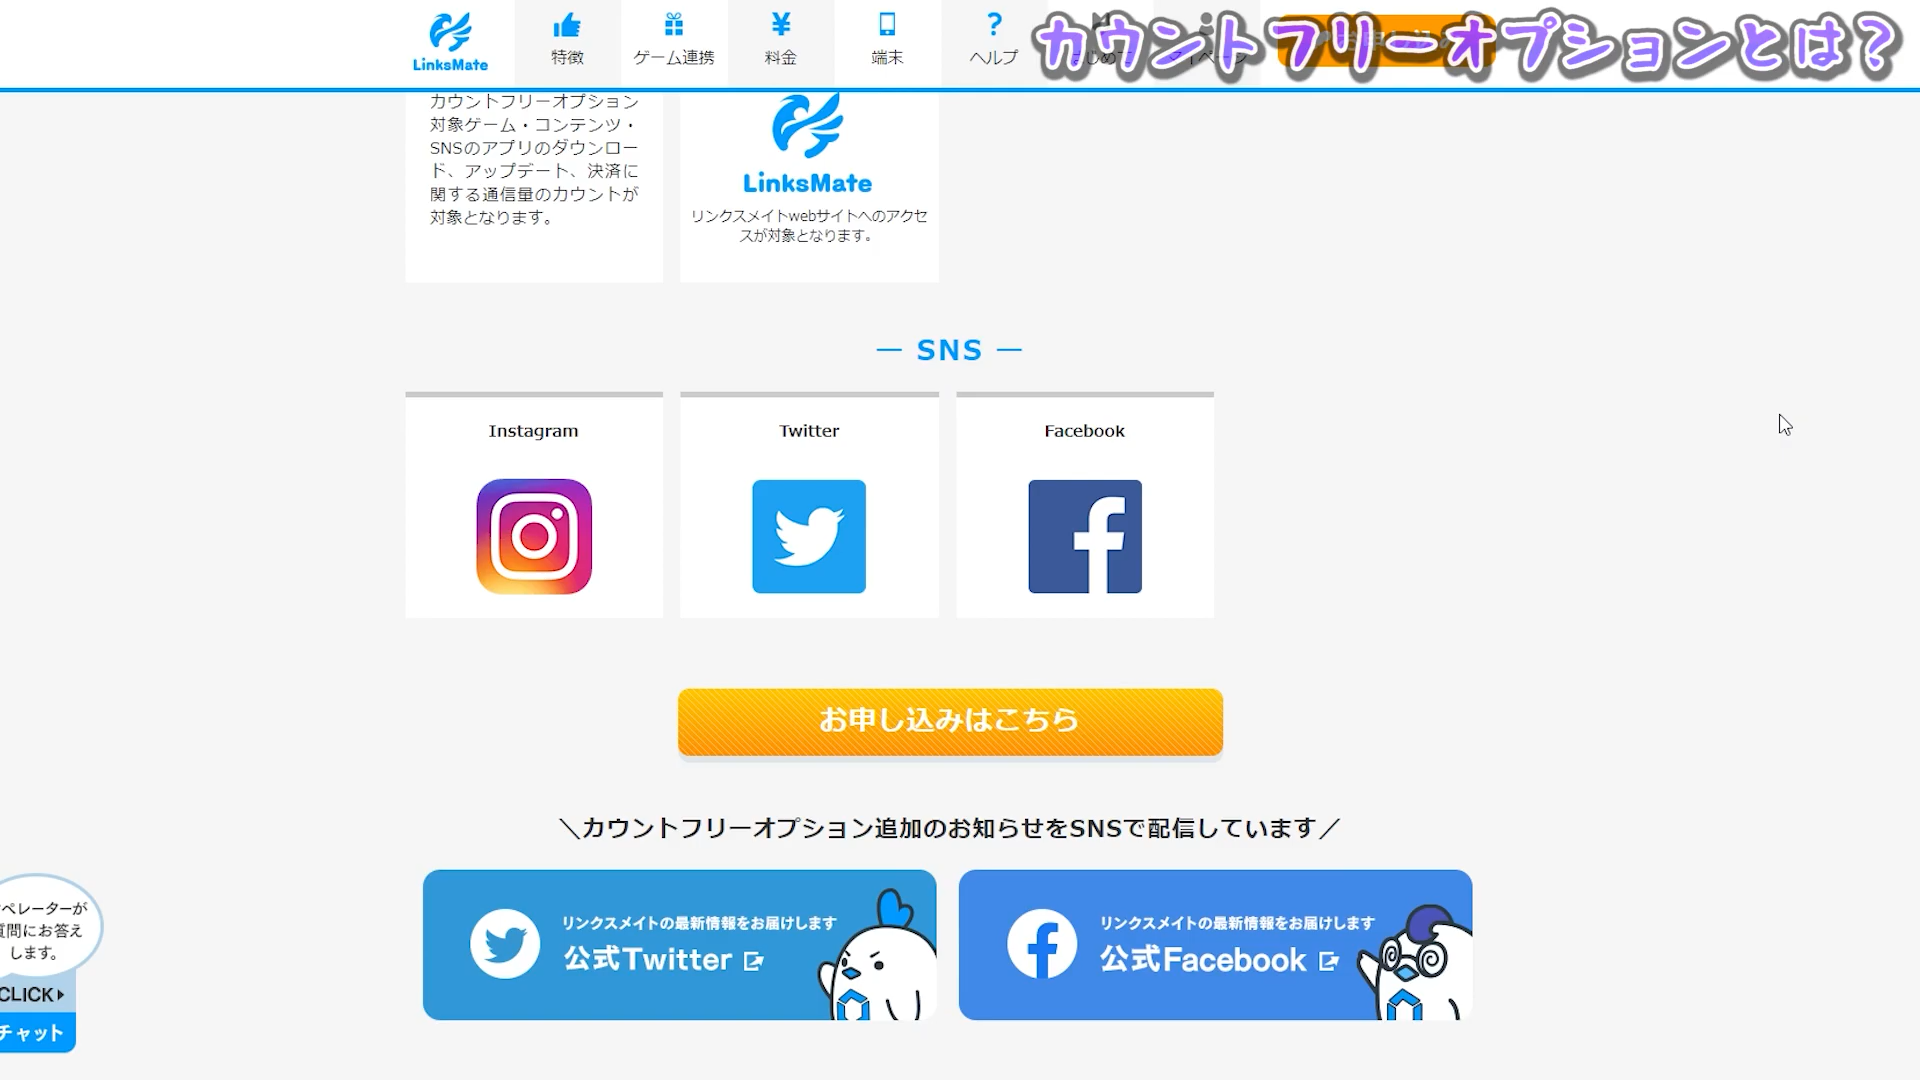 LinksMate
特徴
ゲーム連携
料金
端末
ヘルプ
カウントフリーオプションとは？
カウントフリーオプション
対象ゲーム・コンテンツ・
SNSのアプリのダウンロー
ド、アップデート、決済に
関する通信量のカウントが
対象となります。
LinksMate
リンクスメイトwebサイトへのアクセ
スが対象となります。
— SNS —
Instagram
Twitter
Facebook
お申し込みはこちら
＼カウントフリーオプション追加のお知らせをSNSで配信しています／
リンクスメイトの最新情報をお届けします
公式Twitter
リンクスメイトの最新情報をお届けします
公式Facebook
ペレーターが
質問にお答え
します。
CLICK
チャット